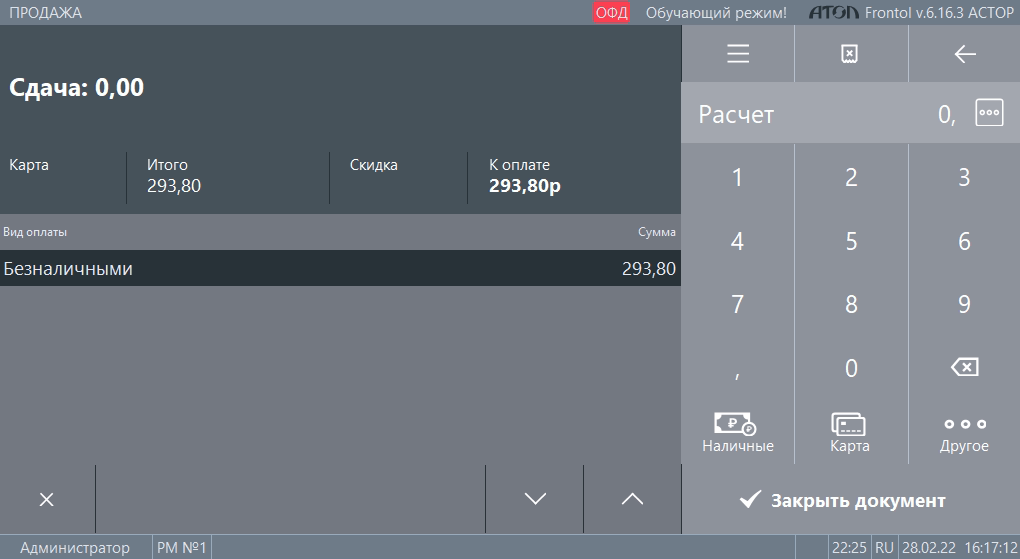 ПРОДАЖА ОФД Обучающий режим! АТОЛ Frontol v.6.16.3 АСТОР
Сдача: 0,00
Расчет 0,
Карта Итого Скидка К оплате
293,80 293,80р
Вид оплаты Сумма
Безналичными 293,80
1 2 3
4 5 6
7 8 9
, 0
Наличные Карта Другое
Закрыть документ
Администратор РМ №1 22:25 RU 28.02.22 16:17:12